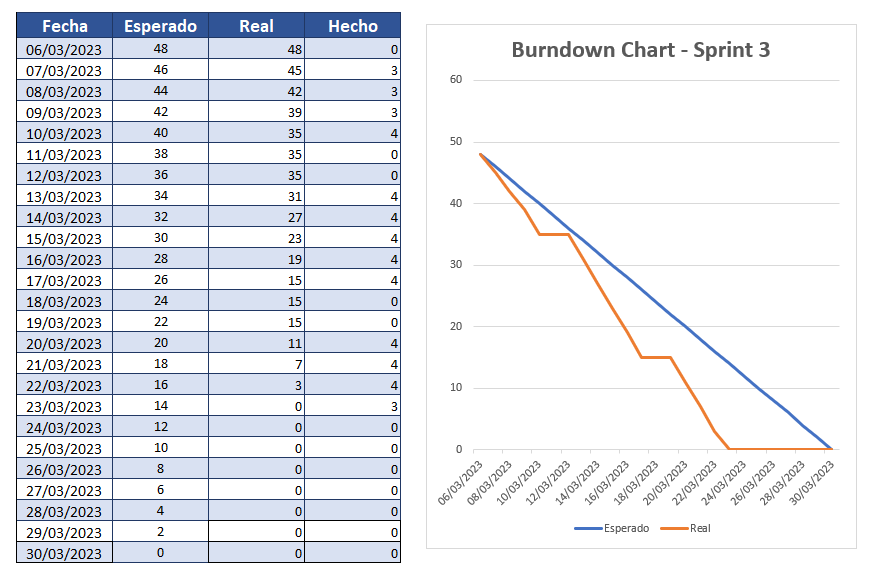 Fecha Esperado Real Hecho
06/03/2023 48 48 0
07/03/2023 46 45 3
08/03/2023 44 42 3
09/03/2023 42 39 3
10/03/2023 40 35 4
11/03/2023 38 35 0
12/03/2023 36 35 0
13/03/2023 34 31 4
14/03/2023 32 27 4
15/03/2023 30 23 4
16/03/2023 28 19 4
17/03/2023 26 15 4
18/03/2023 24 15 0
19/03/2023 22 15 0
20/03/2023 20 11 4
21/03/2023 18 7 4
22/03/2023 16 3 4
23/03/2023 14 0 3
24/03/2023 12 0 0
25/03/2023 10 0 0
26/03/2023 8 0 0
27/03/2023 6 0 0
28/03/2023 4 0 0
29/03/2023 2 0 0
30/03/2023 0 0 0
Burndown Chart - Sprint 3
60
50
40
30
20
10
0
06/03/2023 08/03/2023 10/03/2023 12/03/2023 14/03/2023 16/03/2023 18/03/2023 20/03/2023 22/03/2023 24/03/2023 26/03/2023 28/03/2023 30/03/2023
Esperado Real